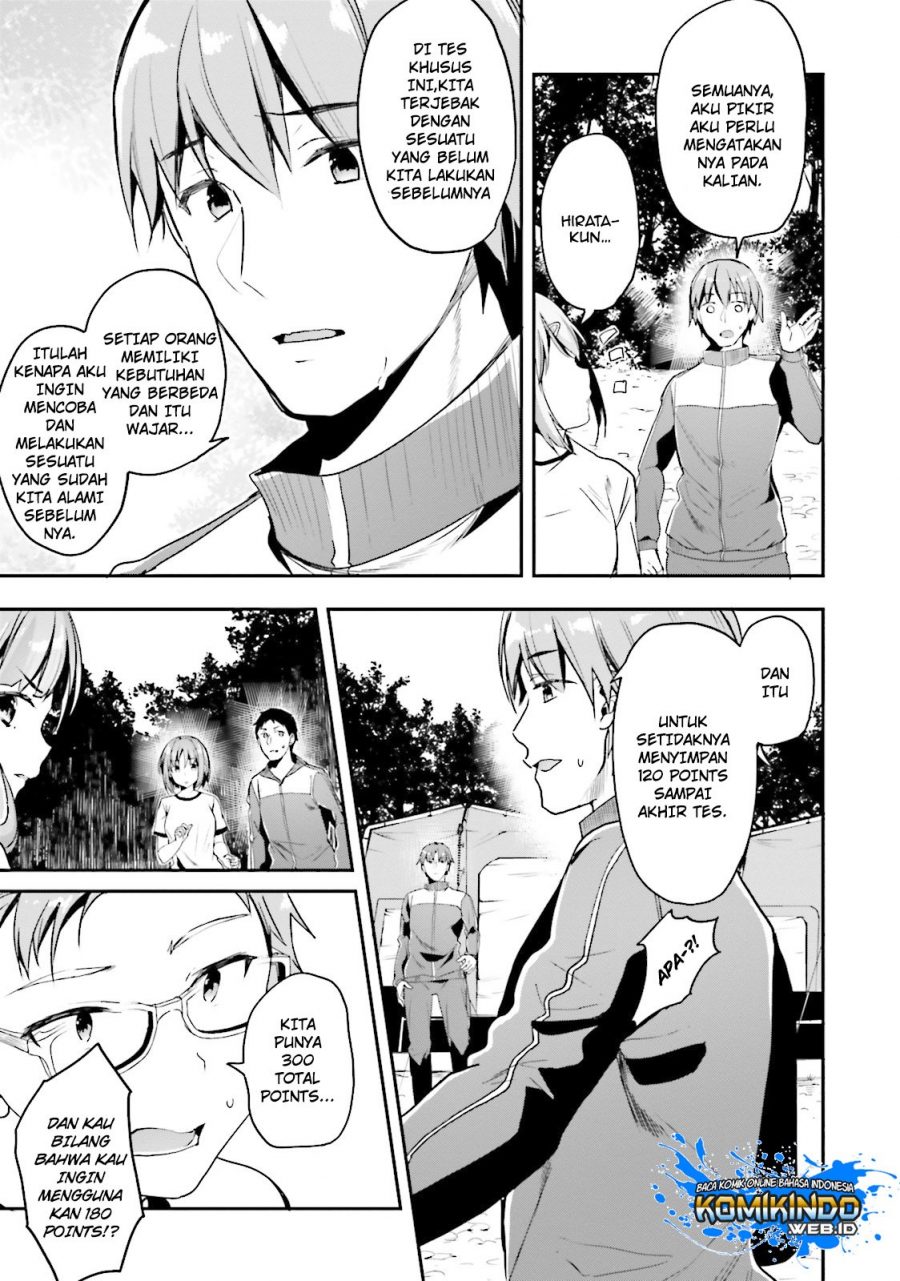 SEMUANYA,
AKU PIKIR
AKU PERLU
MENGATAKAN
NYA PADA
KALIAN.
HIRATA-
KUN...
DI TES
KHUSUS
INI,KITA
TERJEBAK
DENGAN
SESUATU
YANG BELUM
KITA LAKUKAN
SEBELUMNYA
SETIAP ORANG
MEMILIKI
KEBUTUHAN
YANG BERBEDA
DAN ITU
WAJAR...
ITULAH
KENAPA AKU
INGIN
MENCOBA
DAN
MELAKUKAN
SESUATU
YANG SUDAH
KITA ALAMI
SEBELUM
NYA.
DAN
ITU
UNTUK
SETIDAKNYA
MENYIMPAN
120 POINTS
SAMPAI
AKHIR TES.
APA-?!
KITA
PUNYA
300
TOTAL
POINTS...
DAN KAU
BILANG
BAHWA KAU
INGIN
MENGGUNA
KAN 180
POINTS!?
BACA KOMIK ONLINE BAHASA INDONESIA
KOMIKINDO
WEB.ID